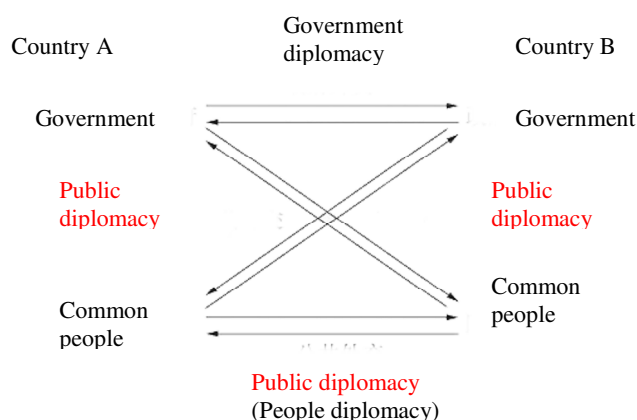 Government
diplomacy
Country A
Country B
Government
Government
Public
diplomacy
Public
diplomacy
Common
people
Common
people
Public diplomacy
(People diplomacy)